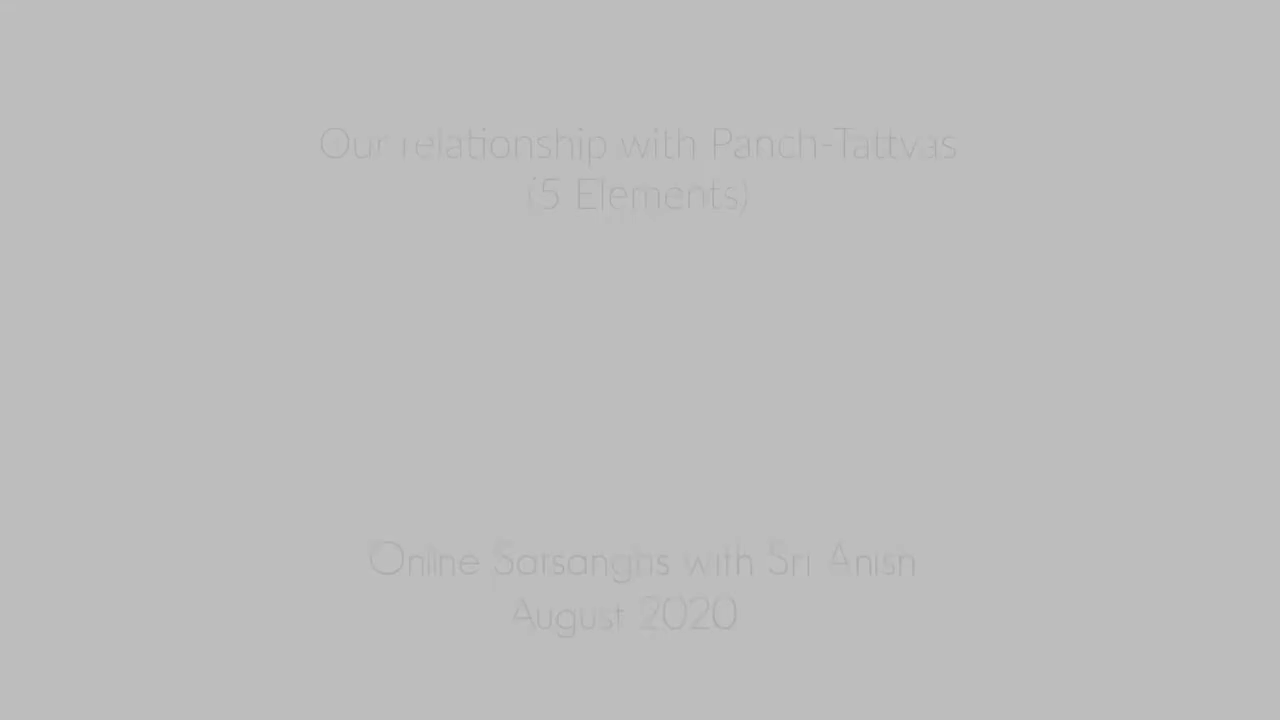 Our relationship with Panch-Tattvas
(5 Elements)
Online Satsanghs with Sri Anish
August 2020